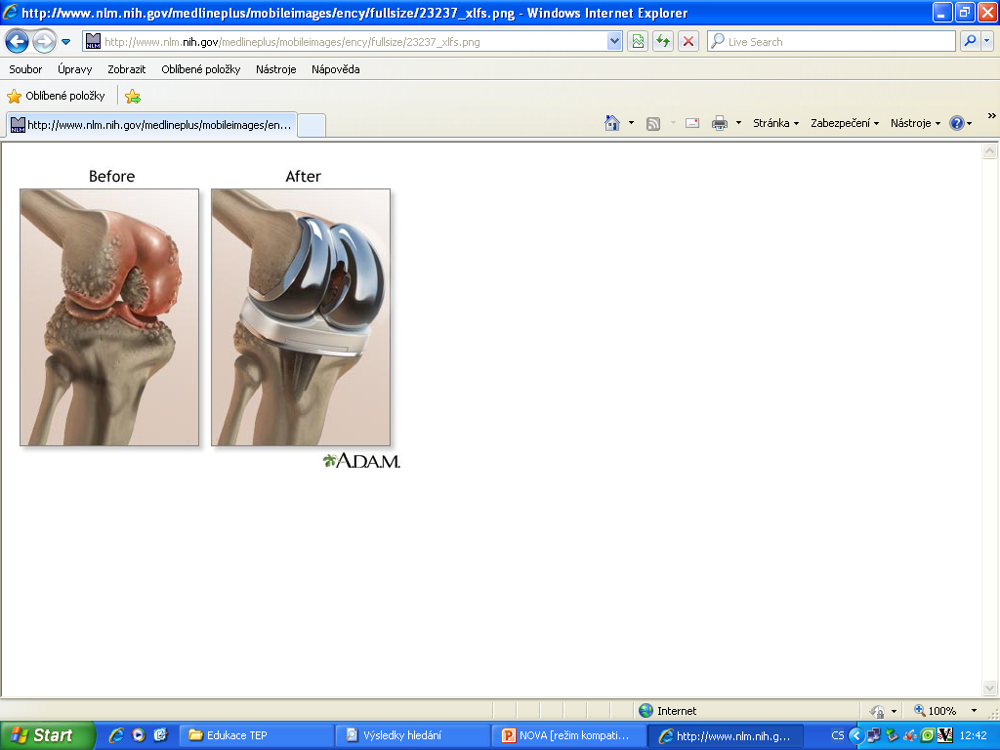 http://www.nlm.nih.gov/medlineplus/mobileimages/ency/fullsize/23237_xlfs.png - Windows Internet Explorer
http://www.nlm.nih.gov/medlineplus/mobileimages/ency/fullsize/23237_xlfs.png
Live Search
Soubor Úpravy Zobrazit Oblíbené položky Nástroje Nápověda
Oblíbené položky
NLM http://www.nlm.nih.gov/medlineplus/mobileimages/en...
Stránka Zabezpečení Nástroje
Before After
A.D.A.M.
Internet
100%
Start Edukace TEP Výsledky hledání NOVA [režim kompati... http://www.nlm.nih.g... CS 12:42